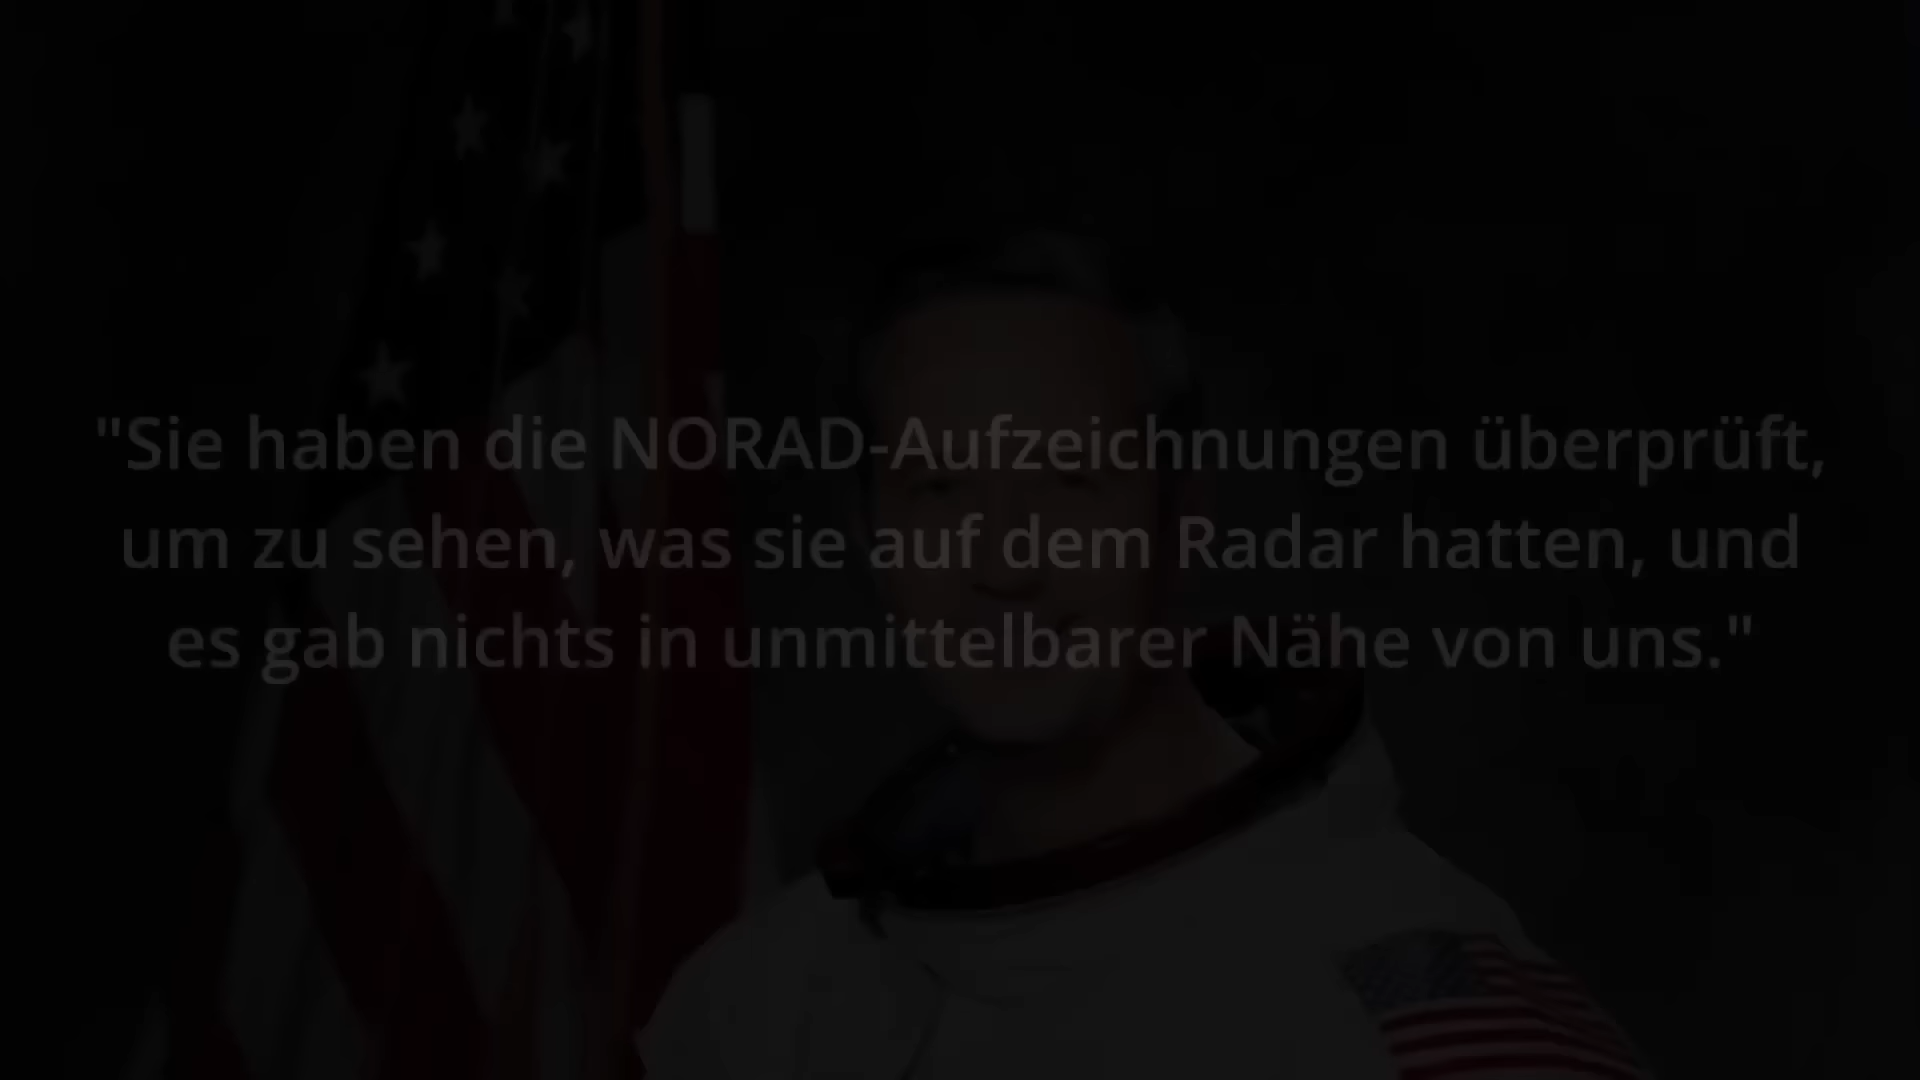 "Sie haben die NORAD-Aufzeichnungen überprüft,
um zu sehen, was sie auf dem Radar hatten, und
es gab nichts in unmittelbarer Nähe von uns."